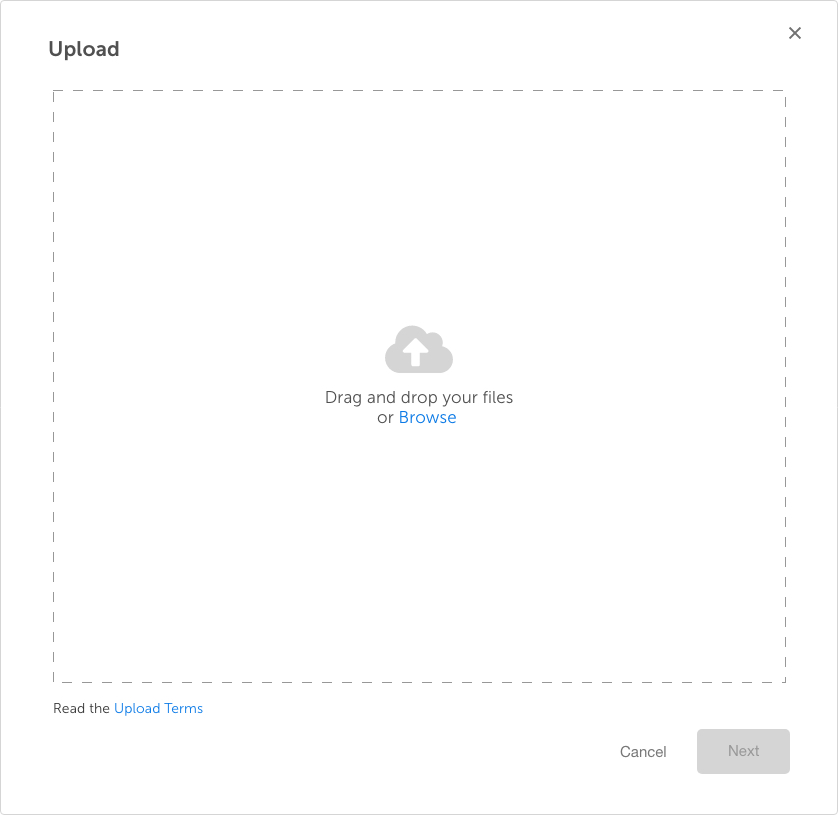 Upload
Drag and drop your files
or Browse
Read the Upload Terms
Cancel
Next